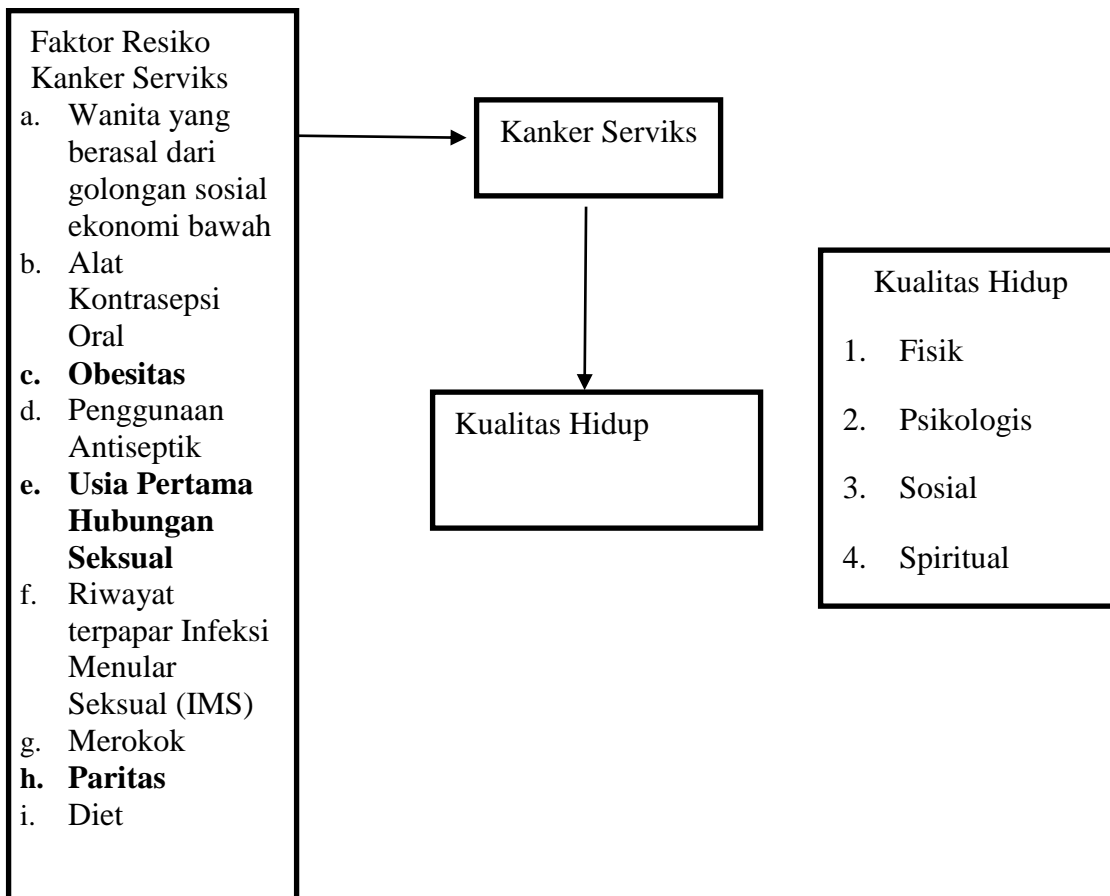 Faktor Resiko
Kanker Serviks
a. Wanita yang
berasal dari
golongan sosial
ekonomi bawah
b. Alat
Kontrasepsi
Oral
c. Obesitas
d. Penggunaan
Antiseptik
e. Usia Pertama
Hubungan
Seksual
f. Riwayat
terpapar Infeksi
Menular
Seksual (IMS)
g. Merokok
h. Paritas
i. Diet
Kanker Serviks
Kualitas Hidup
Kualitas Hidup
1. Fisik
2. Psikologis
3. Sosial
4. Spiritual